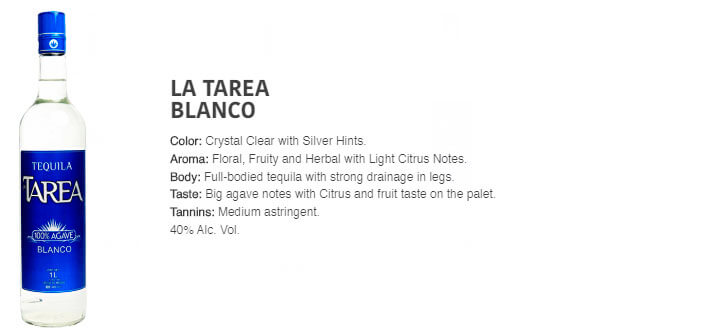 LA TAREA
BLANCO
Color: Crystal Clear with Silver Hints.
Aroma: Floral, Fruity and Herbal with Light Citrus Notes.
Body: Full-bodied tequila with strong drainage in legs.
Taste: Big agave notes with Citrus and fruit taste on the palet.
Tannins: Medium astringent.
40% Alc. Vol.
TEQUILA
TAREA
100% AGAVE
BLANCO
1L